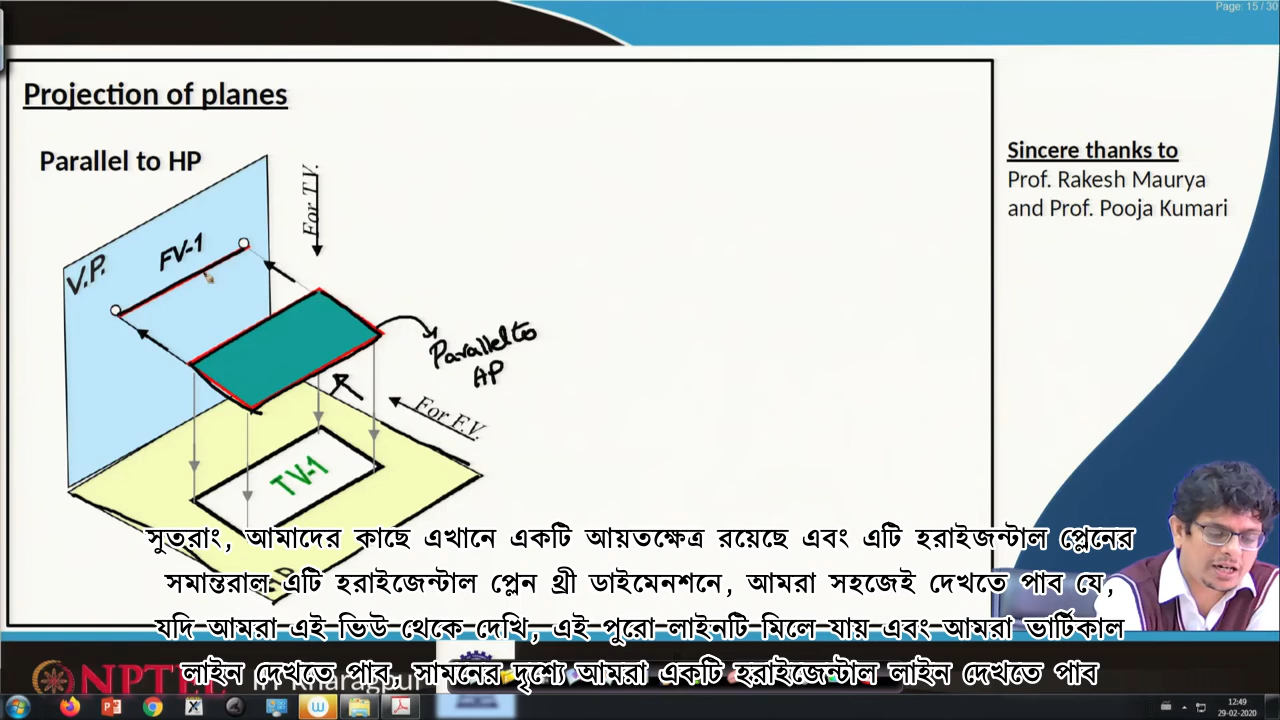 Page: 15 / 30
Projection of planes
Parallel to HP
For T.V.
V.P.
FV-1
Parallel to
AP
For F.V.
TV-1
Sincere thanks to
Prof. Rakesh Maurya
and Prof. Pooja Kumari
সুতরাং, আমাদের কাছে এখানে একটি আয়তক্ষেত্র রয়েছে এবং এটি হরাইজন্টাল প্লেনের
সমান্তরাল. এটি হরাইজেন্টাল প্লেন থ্রী ডাইমেনশনে, আমরা সহজেই দেখতে পাব যে,
যদি আমরা এই ভিউ থেকে দেখি, এই পুরো লাইনটি মিলে যায় এবং আমরা ভার্টিকাল
লাইন দেখতে পাব. সামনের দৃশ্যে আমরা একটি হরাইজেন্টাল লাইন দেখতে পাব
NPTEL
12:49
29-02-2020